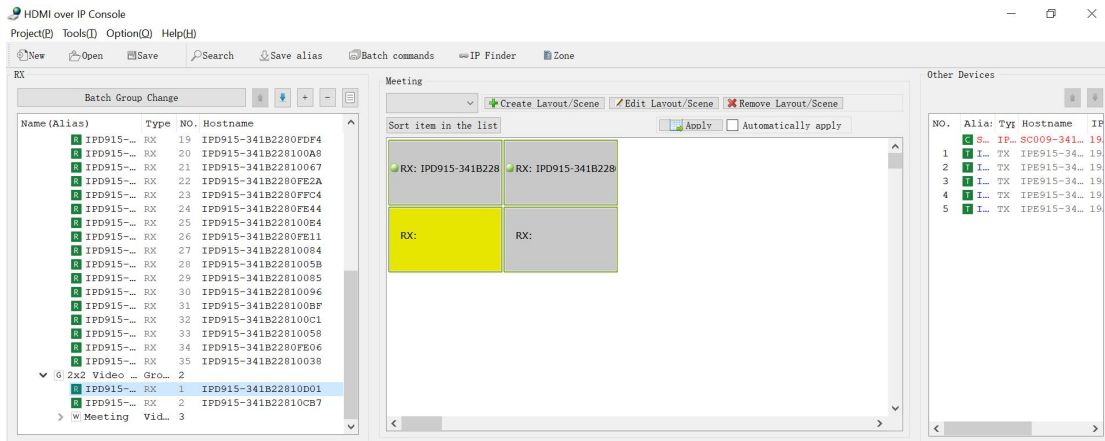 HDMI over IP Console
Project(P) Tools(T) Option(O) Help(H)
New Open Save Search Save alias Batch commands IP Finder Zone
RX
Batch Group Change + -
Name(Alias) Type NO. Hostname
R IPD915-… RX 19 IPD915-341B2280FDF4
R IPD915-… RX 20 IPD915-341B228100A8
R IPD915-… RX 21 IPD915-341B22810067
R IPD915-… RX 22 IPD915-341B2280FE2A
R IPD915-… RX 23 IPD915-341B2280FFC4
R IPD915-… RX 24 IPD915-341B2280FE44
R IPD915-… RX 25 IPD915-341B228100E4
R IPD915-… RX 26 IPD915-341B2280FE11
R IPD915-… RX 27 IPD915-341B22810084
R IPD915-… RX 28 IPD915-341B2281005B
R IPD915-… RX 29 IPD915-341B22810085
R IPD915-… RX 30 IPD915-341B22810096
R IPD915-… RX 31 IPD915-341B228100BF
R IPD915-… RX 32 IPD915-341B228100C1
R IPD915-… RX 33 IPD915-341B22810058
R IPD915-… RX 34 IPD915-341B2280FE06
R IPD915-… RX 35 IPD915-341B22810038
G 2x2 Video … Gro… 2
R IPD915-… RX 1 IPD915-341B22810D01
R IPD915-… RX 2 IPD915-341B22810CB7
W Meeting Vid… 3
Meeting
Create Layout/Scene Edit Layout/Scene Remove Layout/Scene
Sort item in the list Apply Automatically apply
RX: IPD915-341B228 RX: IPD915-341B228
RX: RX:
Other Devices
NO. Alias Typ Hostname IP
C S… IP… SC009-341… 19
1 T I… TX IPE915-34… 19
2 T I… TX IPE915-34… 19
3 T I… TX IPE915-34… 19
4 T I… TX IPE915-34… 19
5 T I… TX IPE915-34… 19